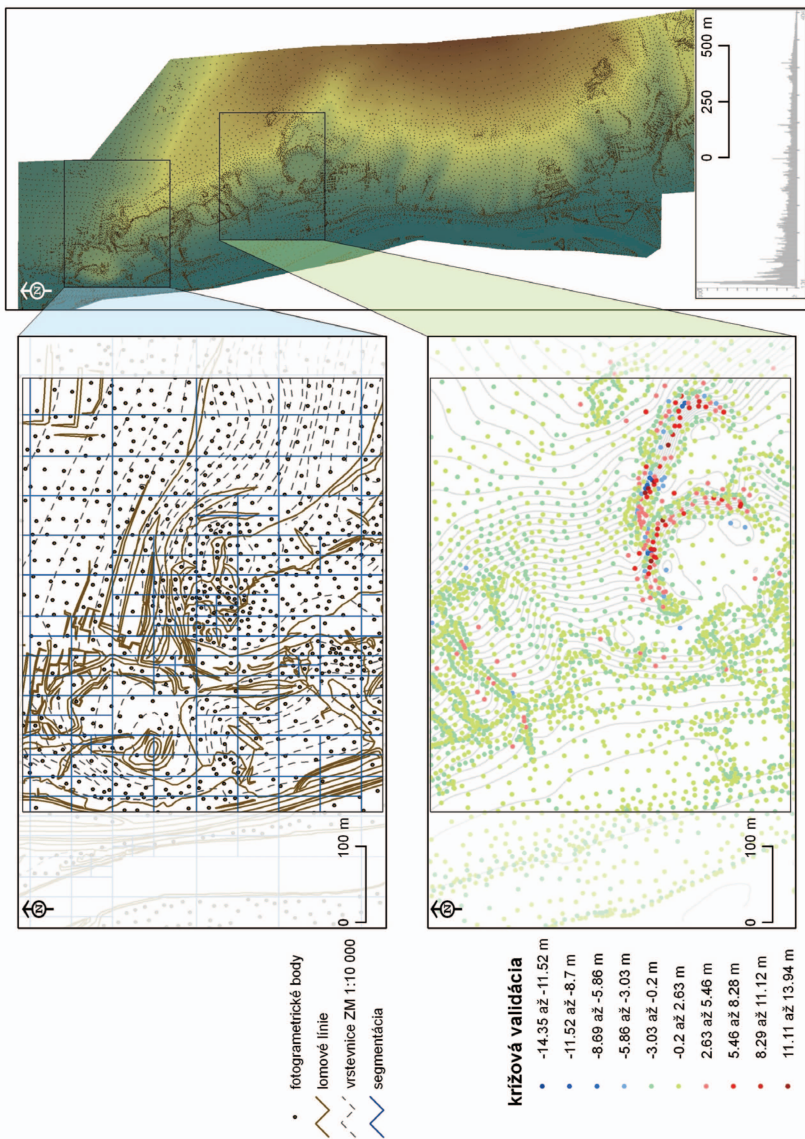 fotogrametrické body
lomové línie
vrstevnice ZM 1:10 000
segmentácia
N
0
100 m
krížová validácia
-14.35 až -11.52 m
-11.52 až -8.7 m
-8.69 až -5.86 m
-5.86 až -3.03 m
-3.03 až -0.2 m
-0.2 až 2.63 m
2.63 až 5.46 m
5.46 až 8.28 m
8.29 až 11.12 m
11.11 až 13.94 m
N
0
100 m
N
0
250
500 m